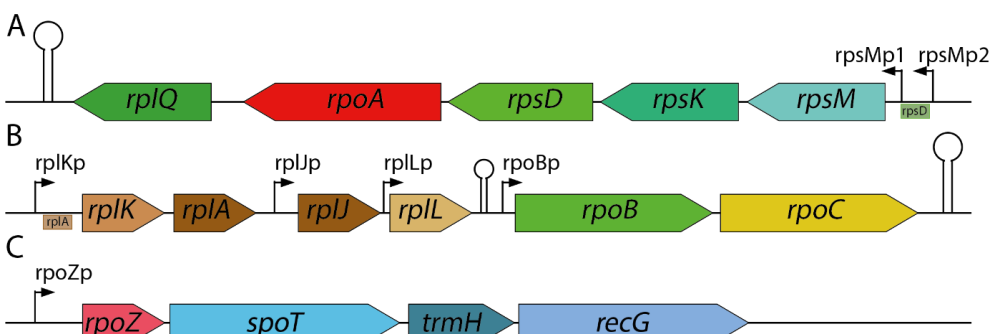 A
rpsMp1 rpsMp2
rplQ rpoA rpsD rpsK rpsM
rpsD
B
rplKp rplJp rplLp rpoBp
rplK rplA rplJ rplL rpoB rpoC
rplA
C
rpoZp
rpoZ spoT trmH recG